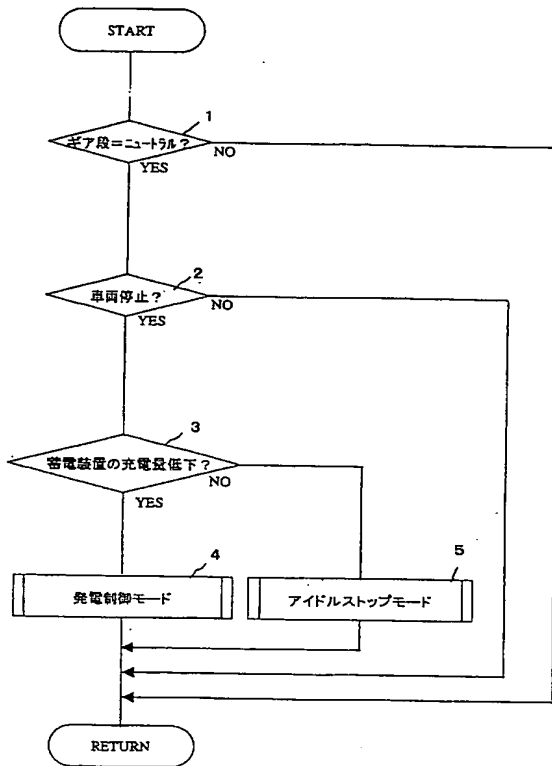 START
1
ギア段=ニュートラル?
NO
YES
2
車両停止?
NO
YES
3
蓄電装置の充電量低下?
NO
YES
4
発電制御モード
5
アイドルストップモード
RETURN